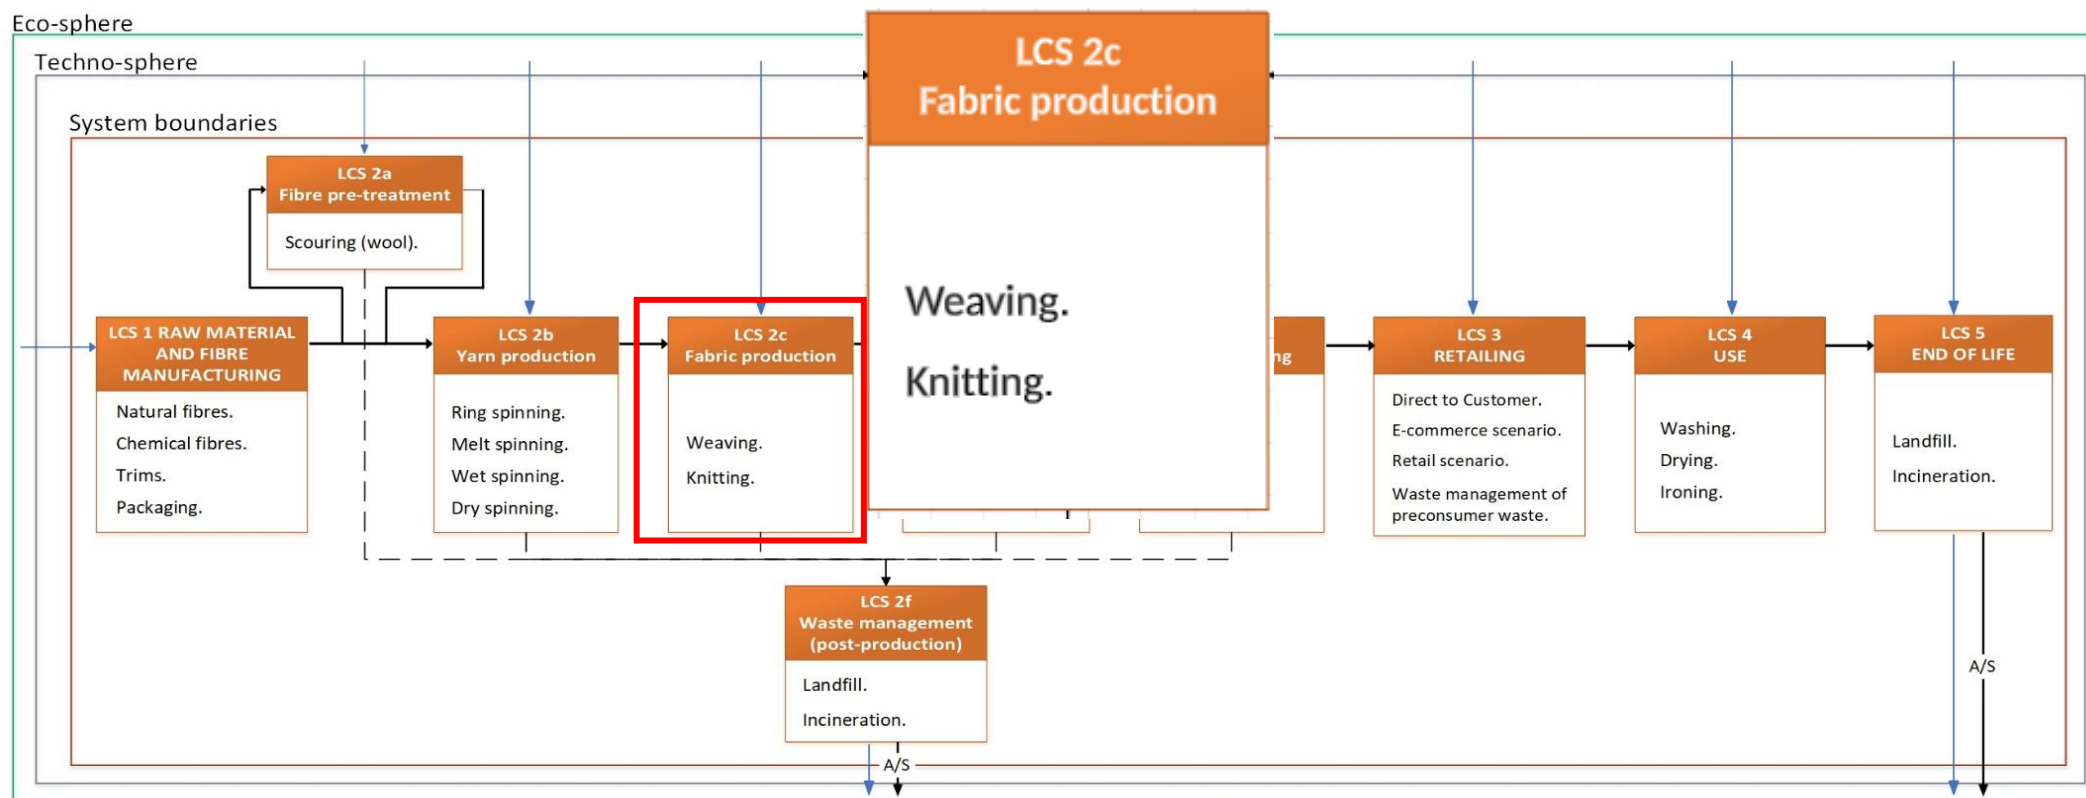 Eco-sphere
Techno-sphere
System boundaries
LCS 2a
Fibre pre-treatment
Scouring (wool).
LCS 1 RAW MATERIAL
AND FIBRE
MANUFACTURING
Natural fibres.
Chemical fibres.
Trims.
Packaging.
LCS 2b
Yarn production
Ring spinning.
Melt spinning.
Wet spinning.
Dry spinning.
LCS 2c
Fabric production
Weaving.
Knitting.
LCS 2c
Fabric production
Weaving.
Knitting.
ng
LCS 3
RETAILING
Direct to Customer.
E-commerce scenario.
Retail scenario.
Waste management of
preconsumer waste.
LCS 4
USE
Washing.
Drying.
Ironing.
LCS 5
END OF LIFE
Landfill.
Incineration.
A/S
LCS 2f
Waste management
(post-production)
Landfill.
Incineration.
A/S